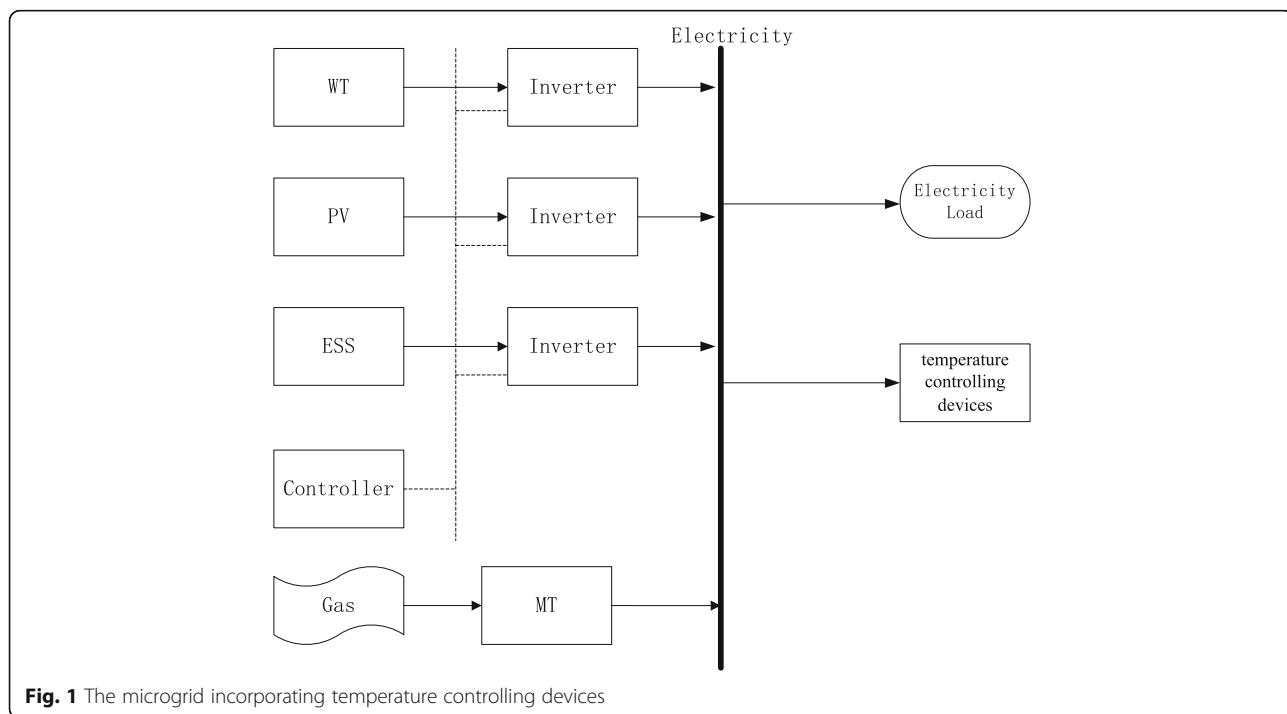 Electricity
WT
Inverter
PV
Inverter
Electricity
Load
ESS
Inverter
temperature
controlling
devices
Controller
Gas
MT
Fig. 1 The microgrid incorporating temperature controlling devices